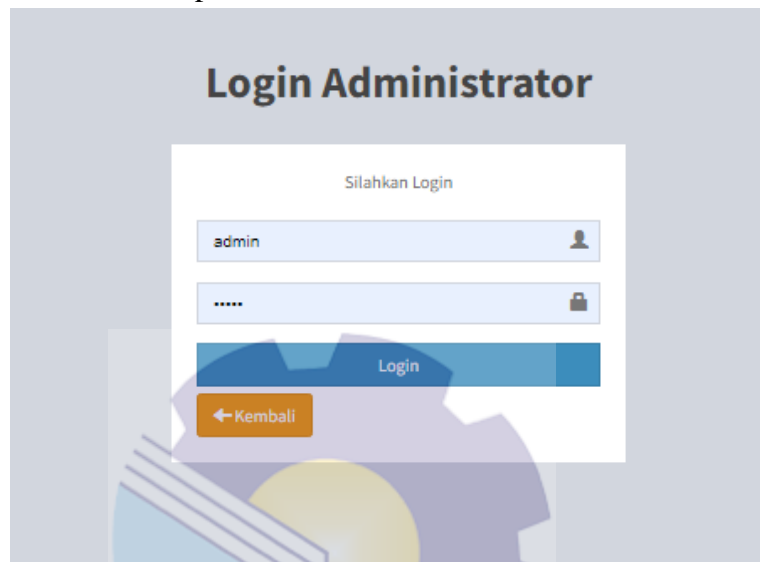 Login Administrator
Silahkan Login
admin
•••••
Login
Kembali